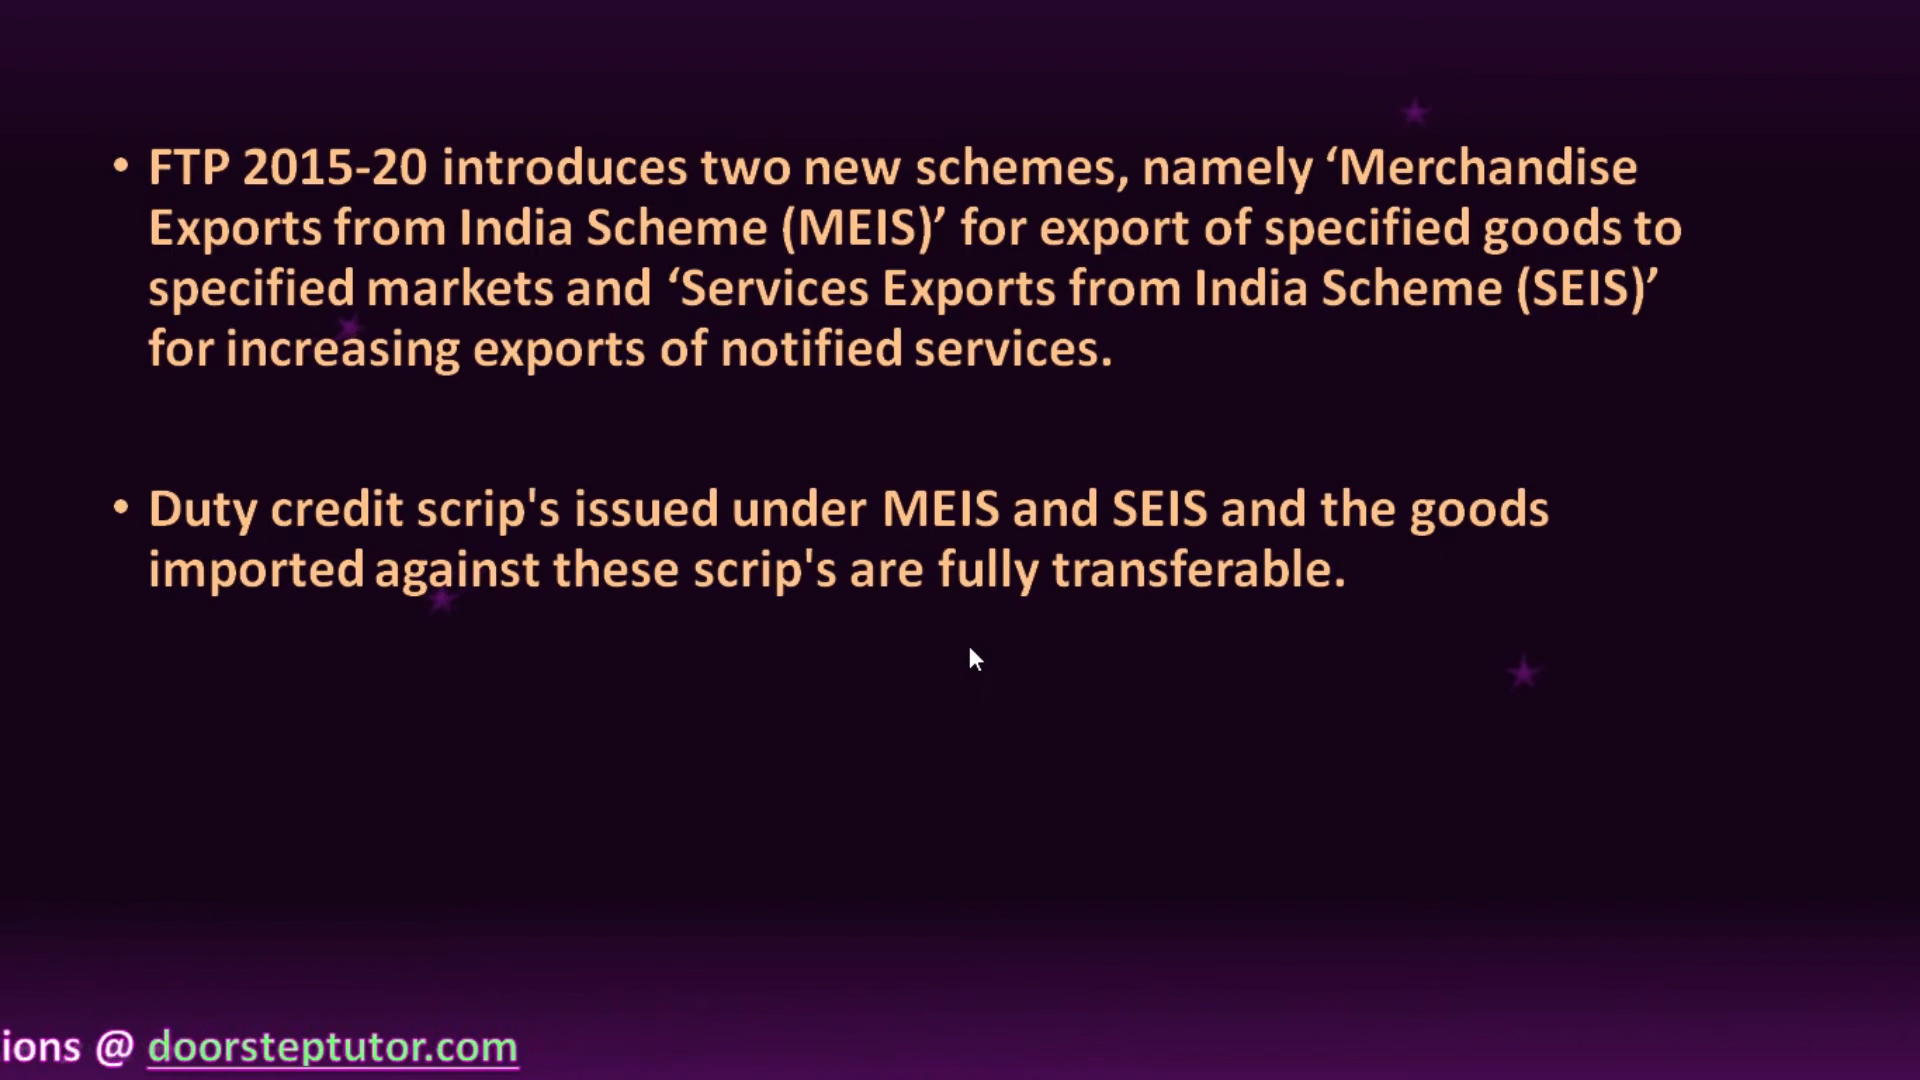 • FTP 2015-20 introduces two new schemes, namely ‘Merchandise
Exports from India Scheme (MEIS)’ for export of specified goods to
specified markets and ‘Services Exports from India Scheme (SEIS)’
for increasing exports of notified services.
• Duty credit scrip's issued under MEIS and SEIS and the goods
imported against these scrip's are fully transferable.
ions @ doorsteptutor.com